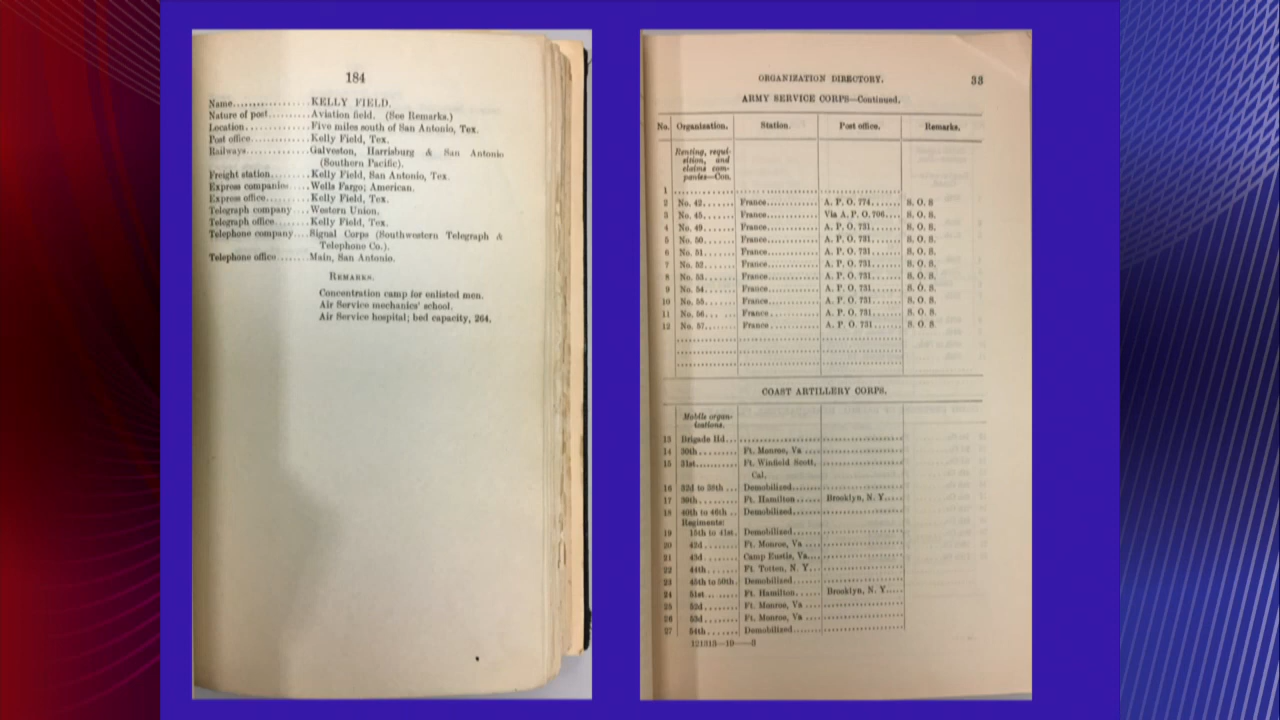 184
Name.................KELLY FIELD.
Nature of post..........Aviation field. (See Remarks.)
Location................Five miles south of San Antonio, Tex.
Post office...............Kelly Field, Tex.
Railways................Galveston, Harrisburg & San Antonio
(Southern Pacific).
Freight station..........Kelly Field, San Antonio, Tex.
Express companies.....Wells Fargo; American.
Express office............Kelly Field, Tex.
Telegraph company....Western Union.
Telegraph office.........Kelly Field, Tex.
Telephone company....Signal Corps (Southwestern Telegraph &
Telephone Co.).
Telephone office........Main, San Antonio.
REMARKS.
Concentration camp for enlisted men.
Air Service mechanics' school.
Air Service hospital; bed capacity, 264.
ORGANIZATION DIRECTORY. 33
ARMY SERVICE CORPS—Continued.
No. Organization. Station. Post office. Remarks.
Renting, requi-
sition, and
claims com-
panies—Con.
1
2 No. 42....... France............ A. P. O. 774....... S. O. S
3 No. 45....... France............ Via A. P. O. 706.... S. O. S.
4 No. 49....... France............ A. P. O. 731....... S. O. S.
5 No. 50....... France............ A. P. O. 731....... S. O. S.
6 No. 51....... France............ A. P. O. 731....... S. O. S.
7 No. 52....... France............ A. P. O. 731....... S. O. S.
8 No. 53....... France............ A. P. O. 731....... S. O. S.
9 No. 54....... France............ A. P. O. 731....... S. O. S.
10 No. 55....... France............ A. P. O. 731....... S. O. S.
11 No. 56....... France............ A. P. O. 731....... S. O. S.
12 No. 57....... France............ A. P. O. 731....... S. O. S.
COAST ARTILLERY CORPS.
Mobile organ-
izations.
13 Brigade Hd...
14 30th......... Ft. Monroe, Va ....
15 31st.......... Ft. Winfield Scott,
Cal.
16 32d to 38th ... Demobilized.......
17 39th......... Ft. Hamilton...... Brooklyn, N. Y.....
18 40th to 46th .. Demobilized.......
Regiments:
19 15th to 41st. Demobilized.......
20 42d........ Ft. Monroe, Va ....
21 43d........ Camp Eustis, Va....
22 44th....... Ft. Totten, N. Y...
23 45th to 50th. Demobilized.......
24 51st........ Ft. Hamilton...... Brooklyn, N. Y.....
25 52d........ Ft. Monroe, Va ....
26 53d........ Ft. Monroe, Va ....
27 54th....... Demobilized.......
121213—19——3